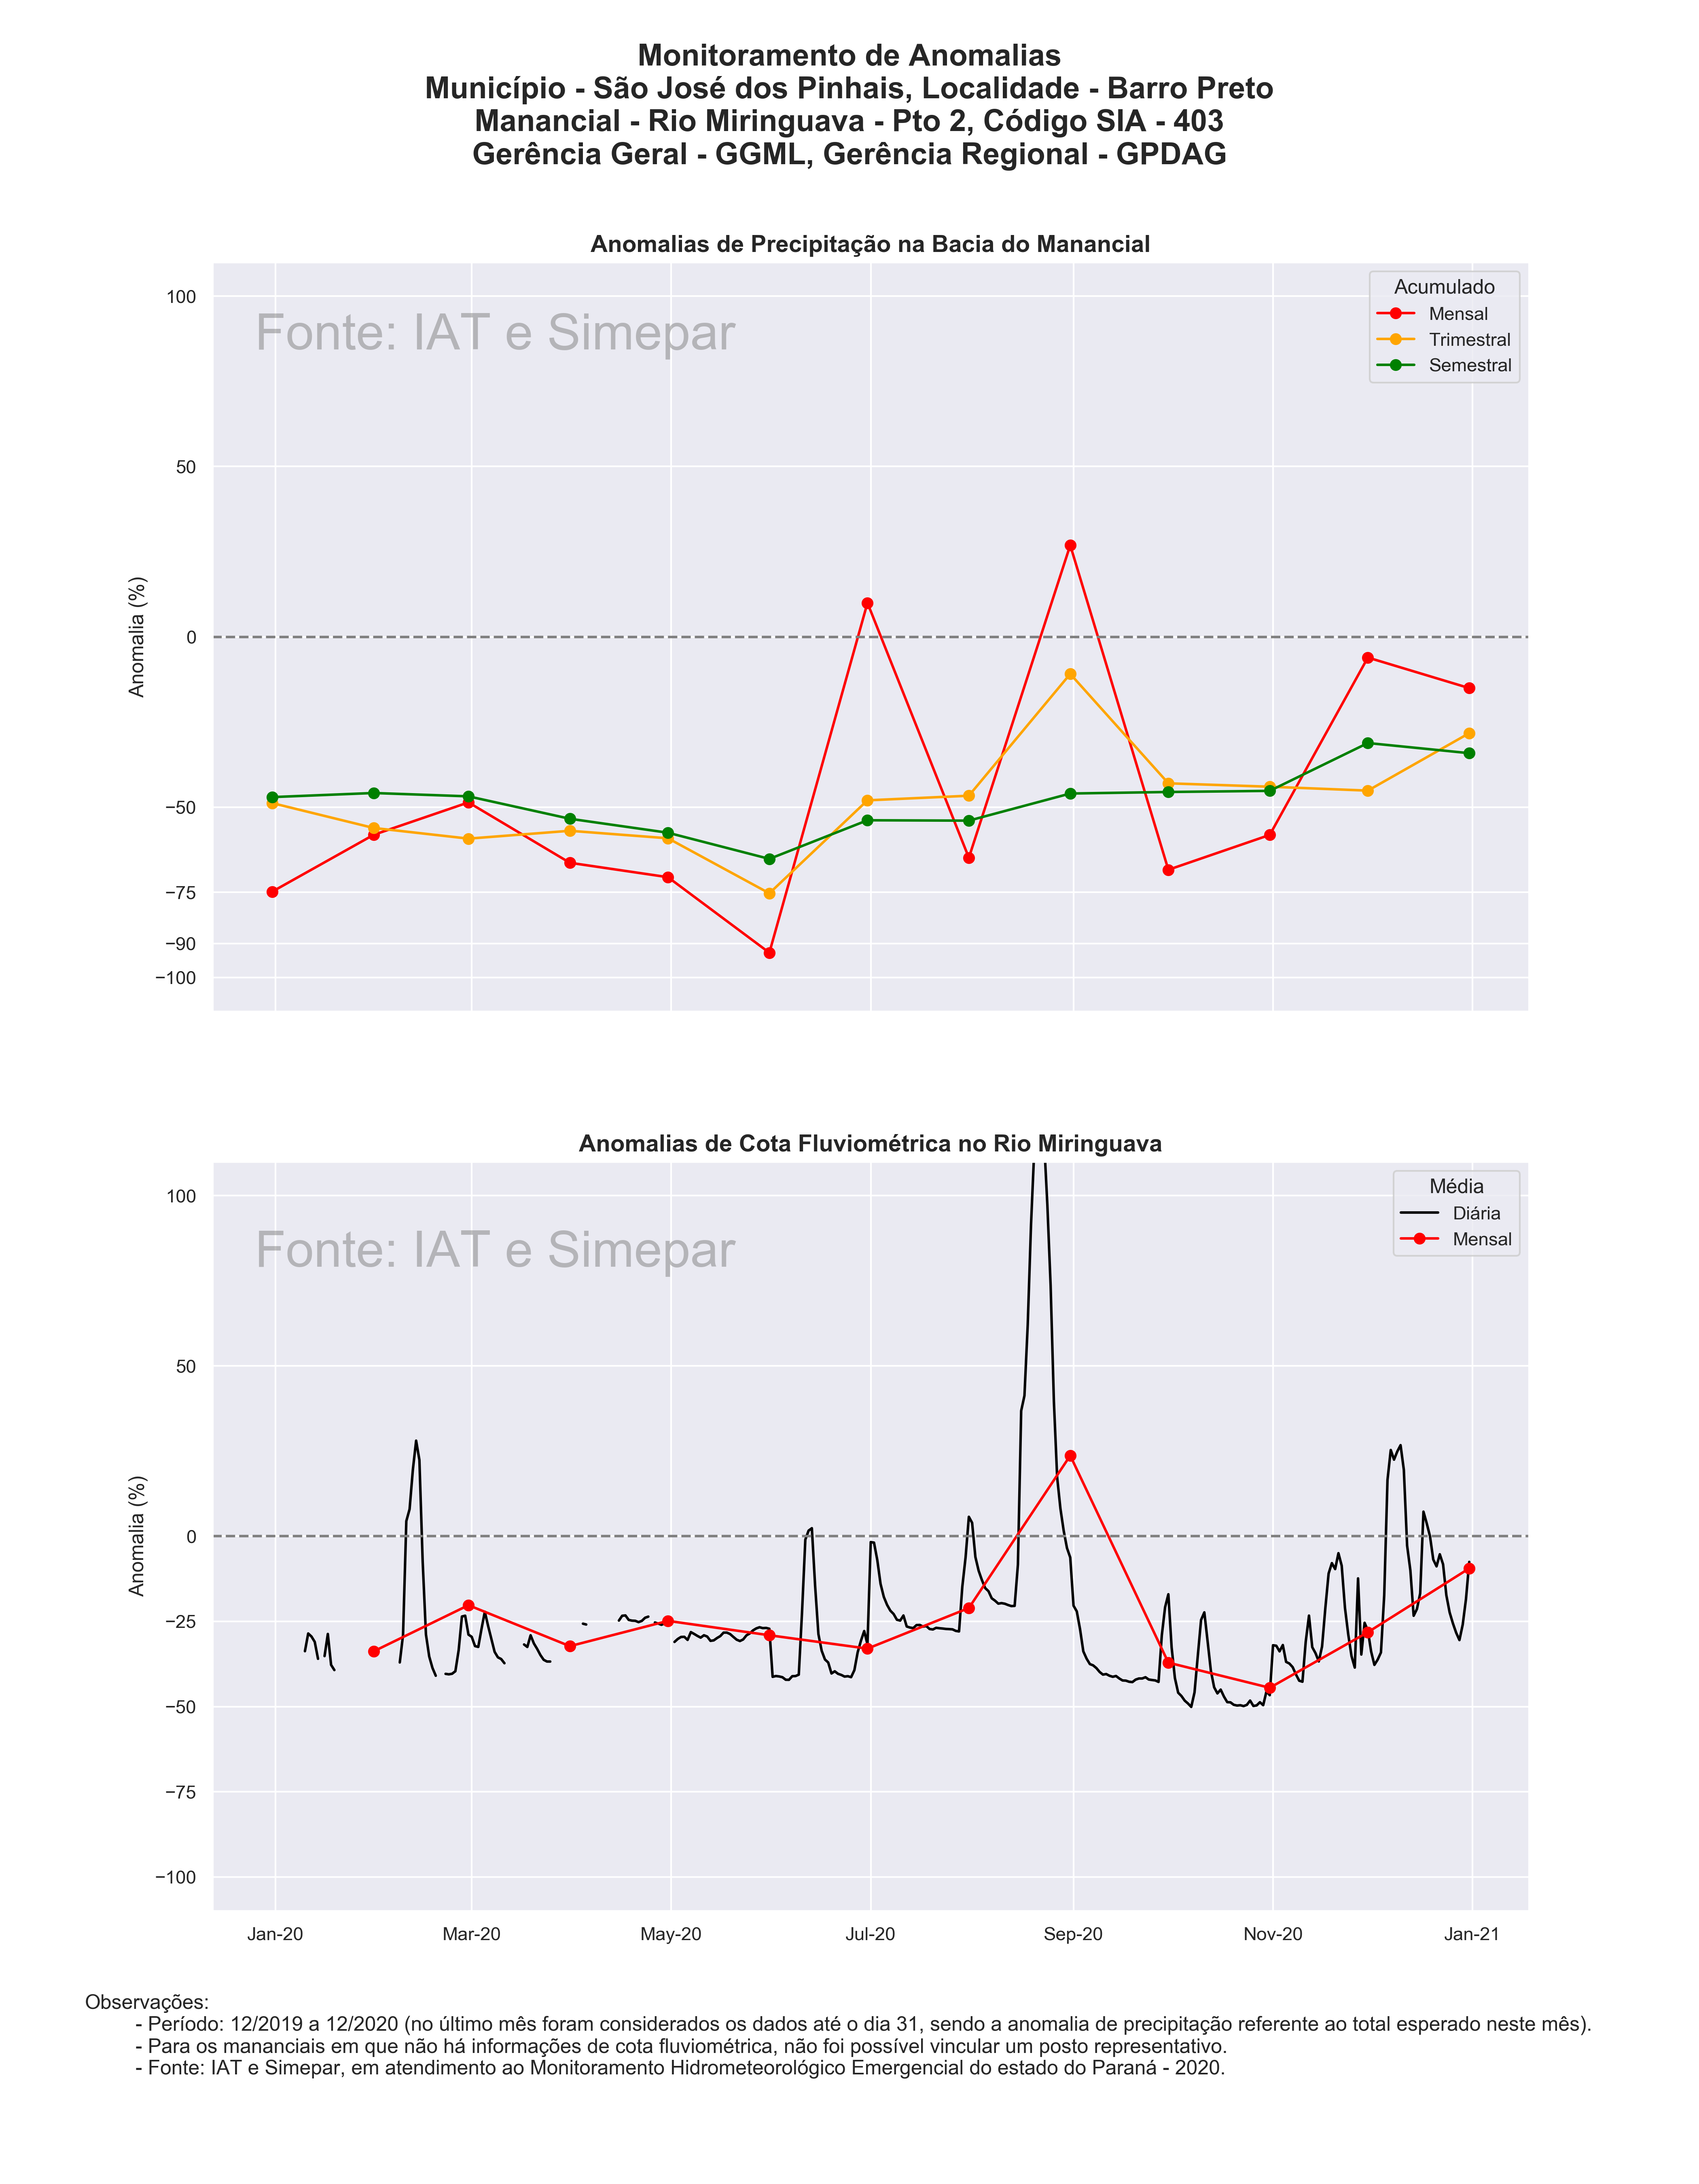 Monitoramento de Anomalias
Município - São José dos Pinhais, Localidade - Barro Preto
Manancial - Rio Miringuava - Pto 2, Código SIA - 403
Gerência Geral - GGML, Gerência Regional - GPDAG
Anomalias de Precipitação na Bacia do Manancial
Fonte: IAT e Simepar
Acumulado
Mensal
Trimestral
Semestral
Anomalia (%)
100
50
0
−50
−75
−90
−100
Anomalias de Cota Fluviométrica no Rio Miringuava
Fonte: IAT e Simepar
Média
Diária
Mensal
Anomalia (%)
100
50
0
−25
−50
−75
−100
Jan-20 Mar-20 May-20 Jul-20 Sep-20 Nov-20 Jan-21
Observações:
- Período: 12/2019 a 12/2020 (no último mês foram considerados os dados até o dia 31, sendo a anomalia de precipitação referente ao total esperado neste mês).
- Para os mananciais em que não há informações de cota fluviométrica, não foi possível vincular um posto representativo.
- Fonte: IAT e Simepar, em atendimento ao Monitoramento Hidrometeorológico Emergencial do estado do Paraná - 2020.